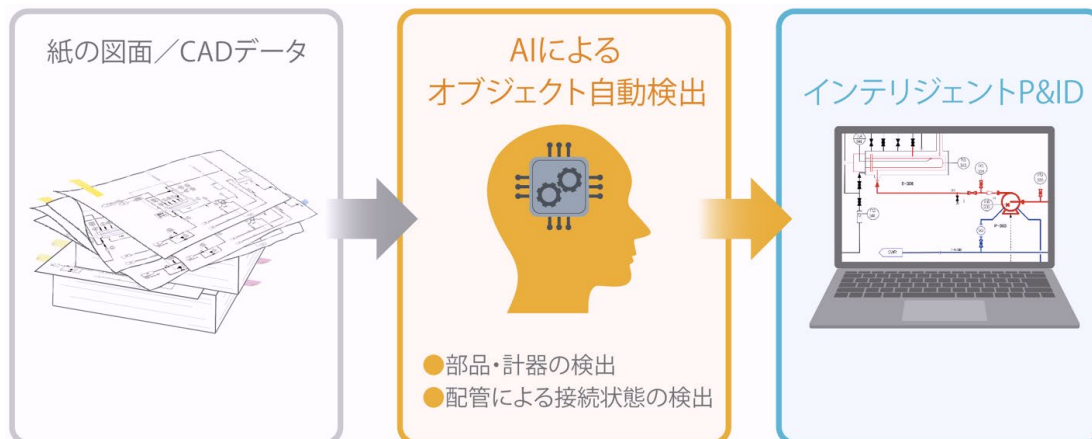 紙の図面／CADデータ
AIによる
オブジェクト自動検出
●部品・計器の検出
●配管による接続状態の検出
インテリジェントP&ID
E-300